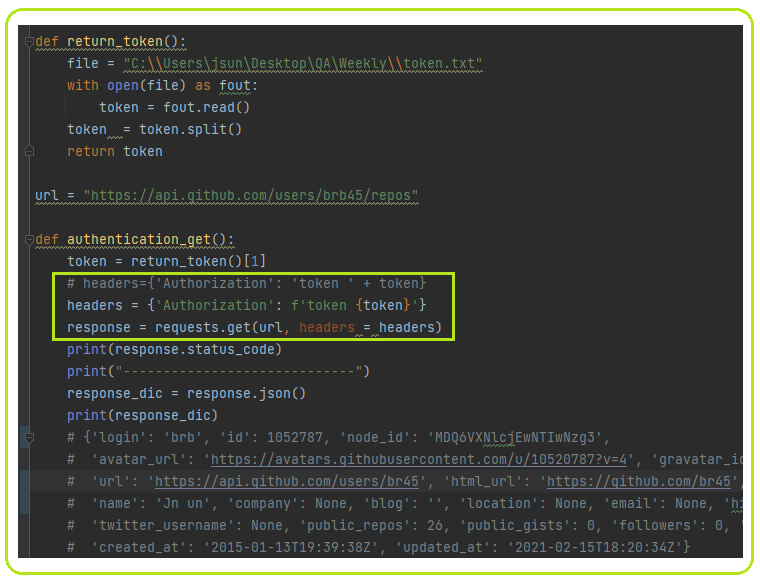 def return_token():
    file = "C:\\Users\jsun\Desktop\QA\Weekly\\token.txt"
    with open(file) as fout:
        token = fout.read()
    token  = token.split()
    return token
url = "https://api.github.com/users/brb45/repos"
def authentication_get():
    token = return_token()[1]
    # headers={'Authorization': 'token ' + token}
    headers = {'Authorization': f'token {token}'}
    response = requests.get(url, headers = headers)
    print(response.status_code)
    print("-----------------------------")
    response_dic = response.json()
    print(response_dic)
    # {'login': 'brb', 'id': 1052787, 'node_id': 'MDQ6VXNlcjEwNTIwNzg3',
    #  'avatar_url': 'https://avatars.githubusercontent.com/u/10520787?v=4', 'gravatar_id
    #  'url': 'https://api.github.com/users/br45', 'html_url': 'https://github.com/br45',
    #  'name': 'Jn un', 'company': None, 'blog': '', 'location': None, 'email': None, 'hi
    #  'twitter_username': None, 'public_repos': 26, 'public_gists': 0, 'followers': 0, '
    #  'created_at': '2015-01-13T19:39:38Z', 'updated_at': '2021-02-15T18:20:34Z'}